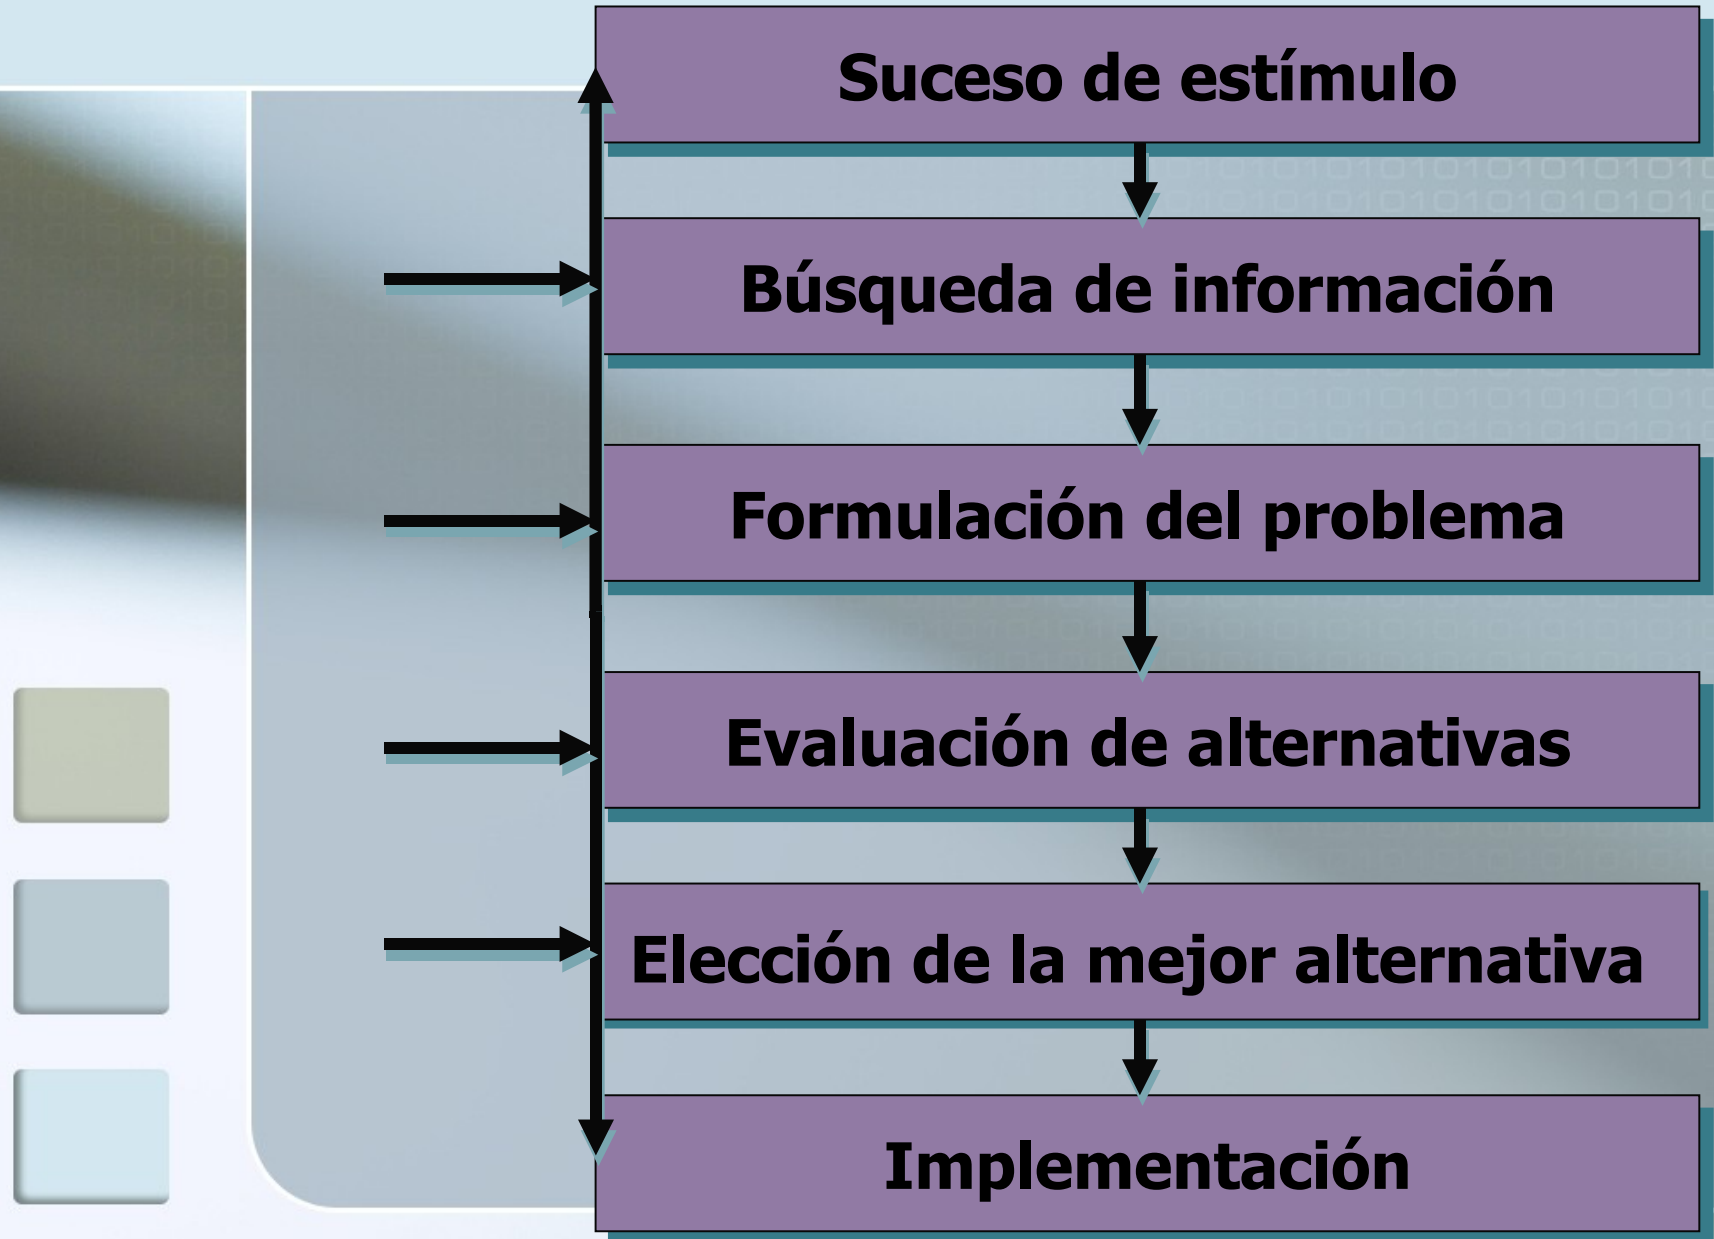 Suceso de estímulo
Búsqueda de información
Formulación del problema
Evaluación de alternativas
Elección de la mejor alternativa
Implementación